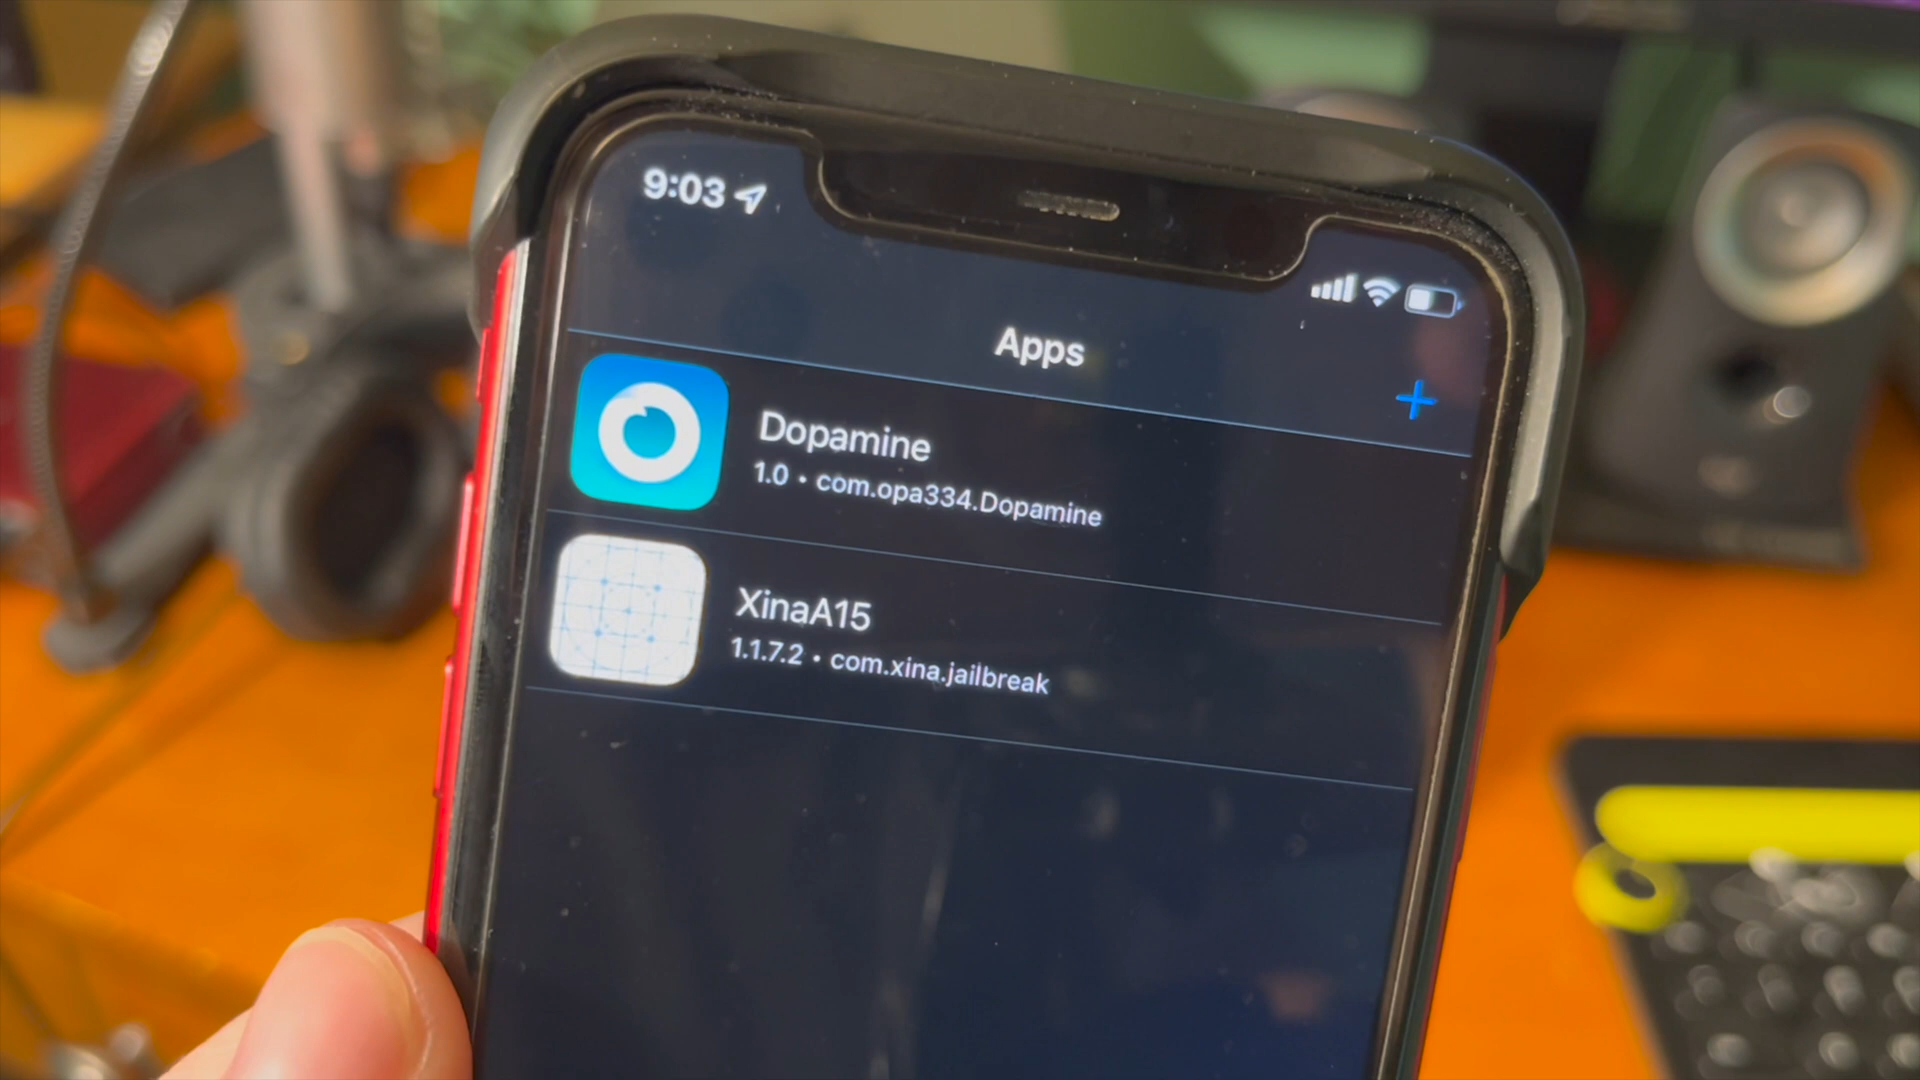 9:03
Apps
Dopamine
1.0 • com.opa334.Dopamine
XinaA15
1.1.7.2 • com.xina.jailbreak